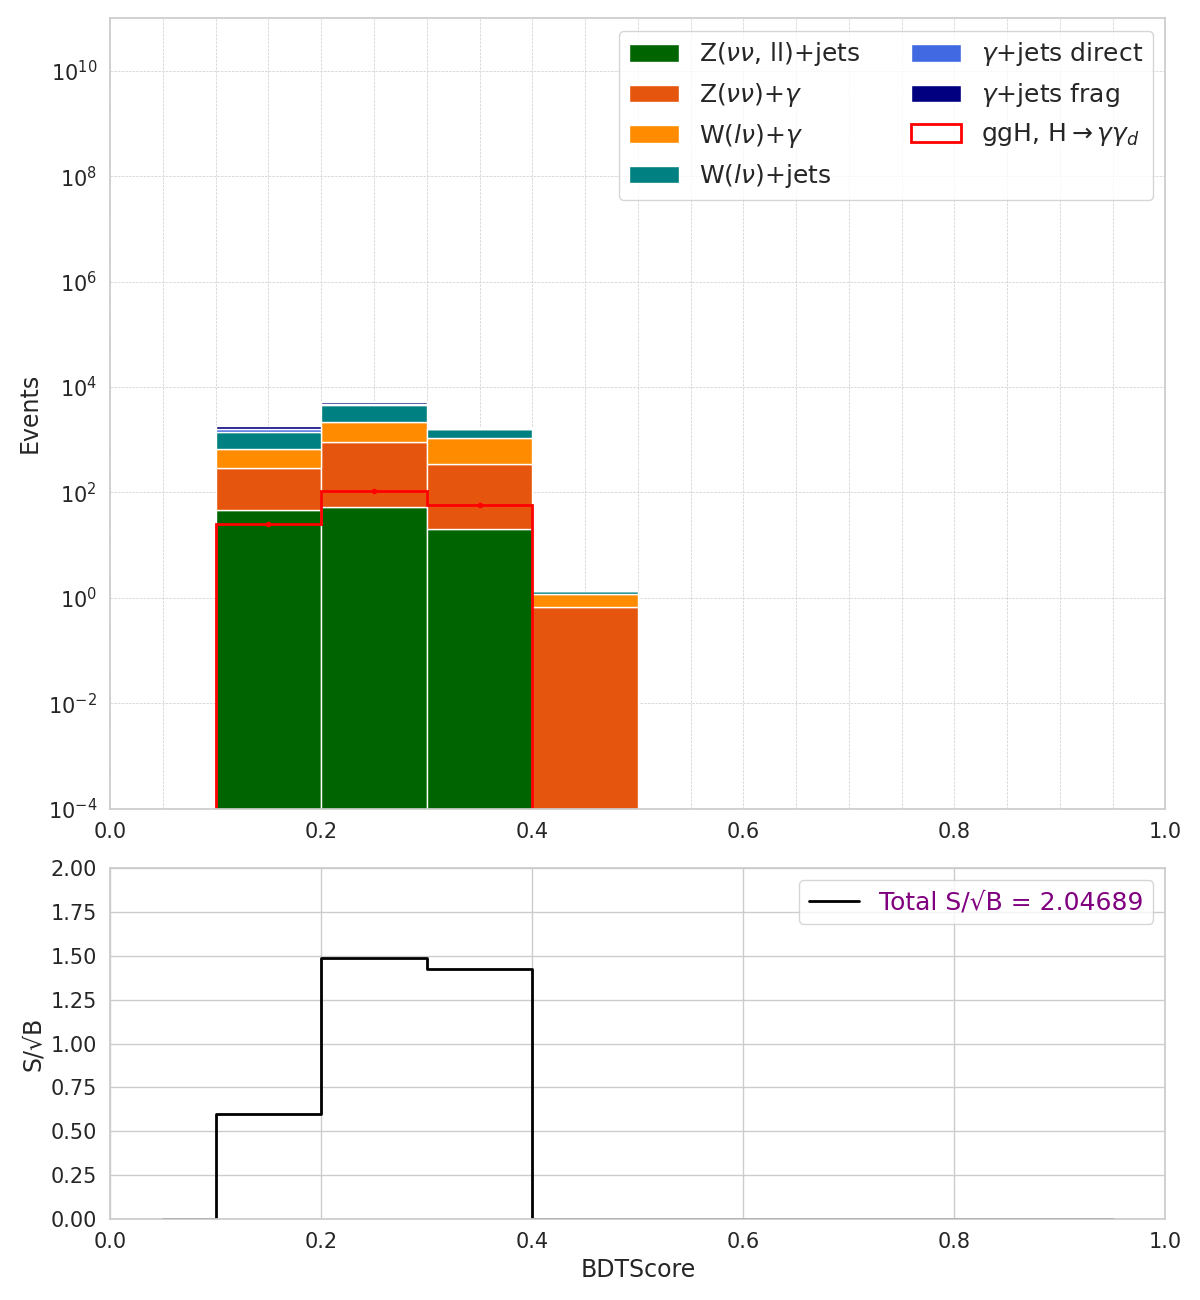 Z(νν, ll)+jets
Z(νν)+γ
W(lν)+γ
W(lν)+jets
γ+jets direct
γ+jets frag
ggH, H→γγ_d
Events
10^10
10^8
10^6
10^4
10^2
10^0
10^−2
10^−4
0.0 0.2 0.4 0.6 0.8 1.0
Total S/√B = 2.04689
S/√B
2.00
1.75
1.50
1.25
1.00
0.75
0.50
0.25
0.00
0.0 0.2 0.4 0.6 0.8 1.0
BDTScore